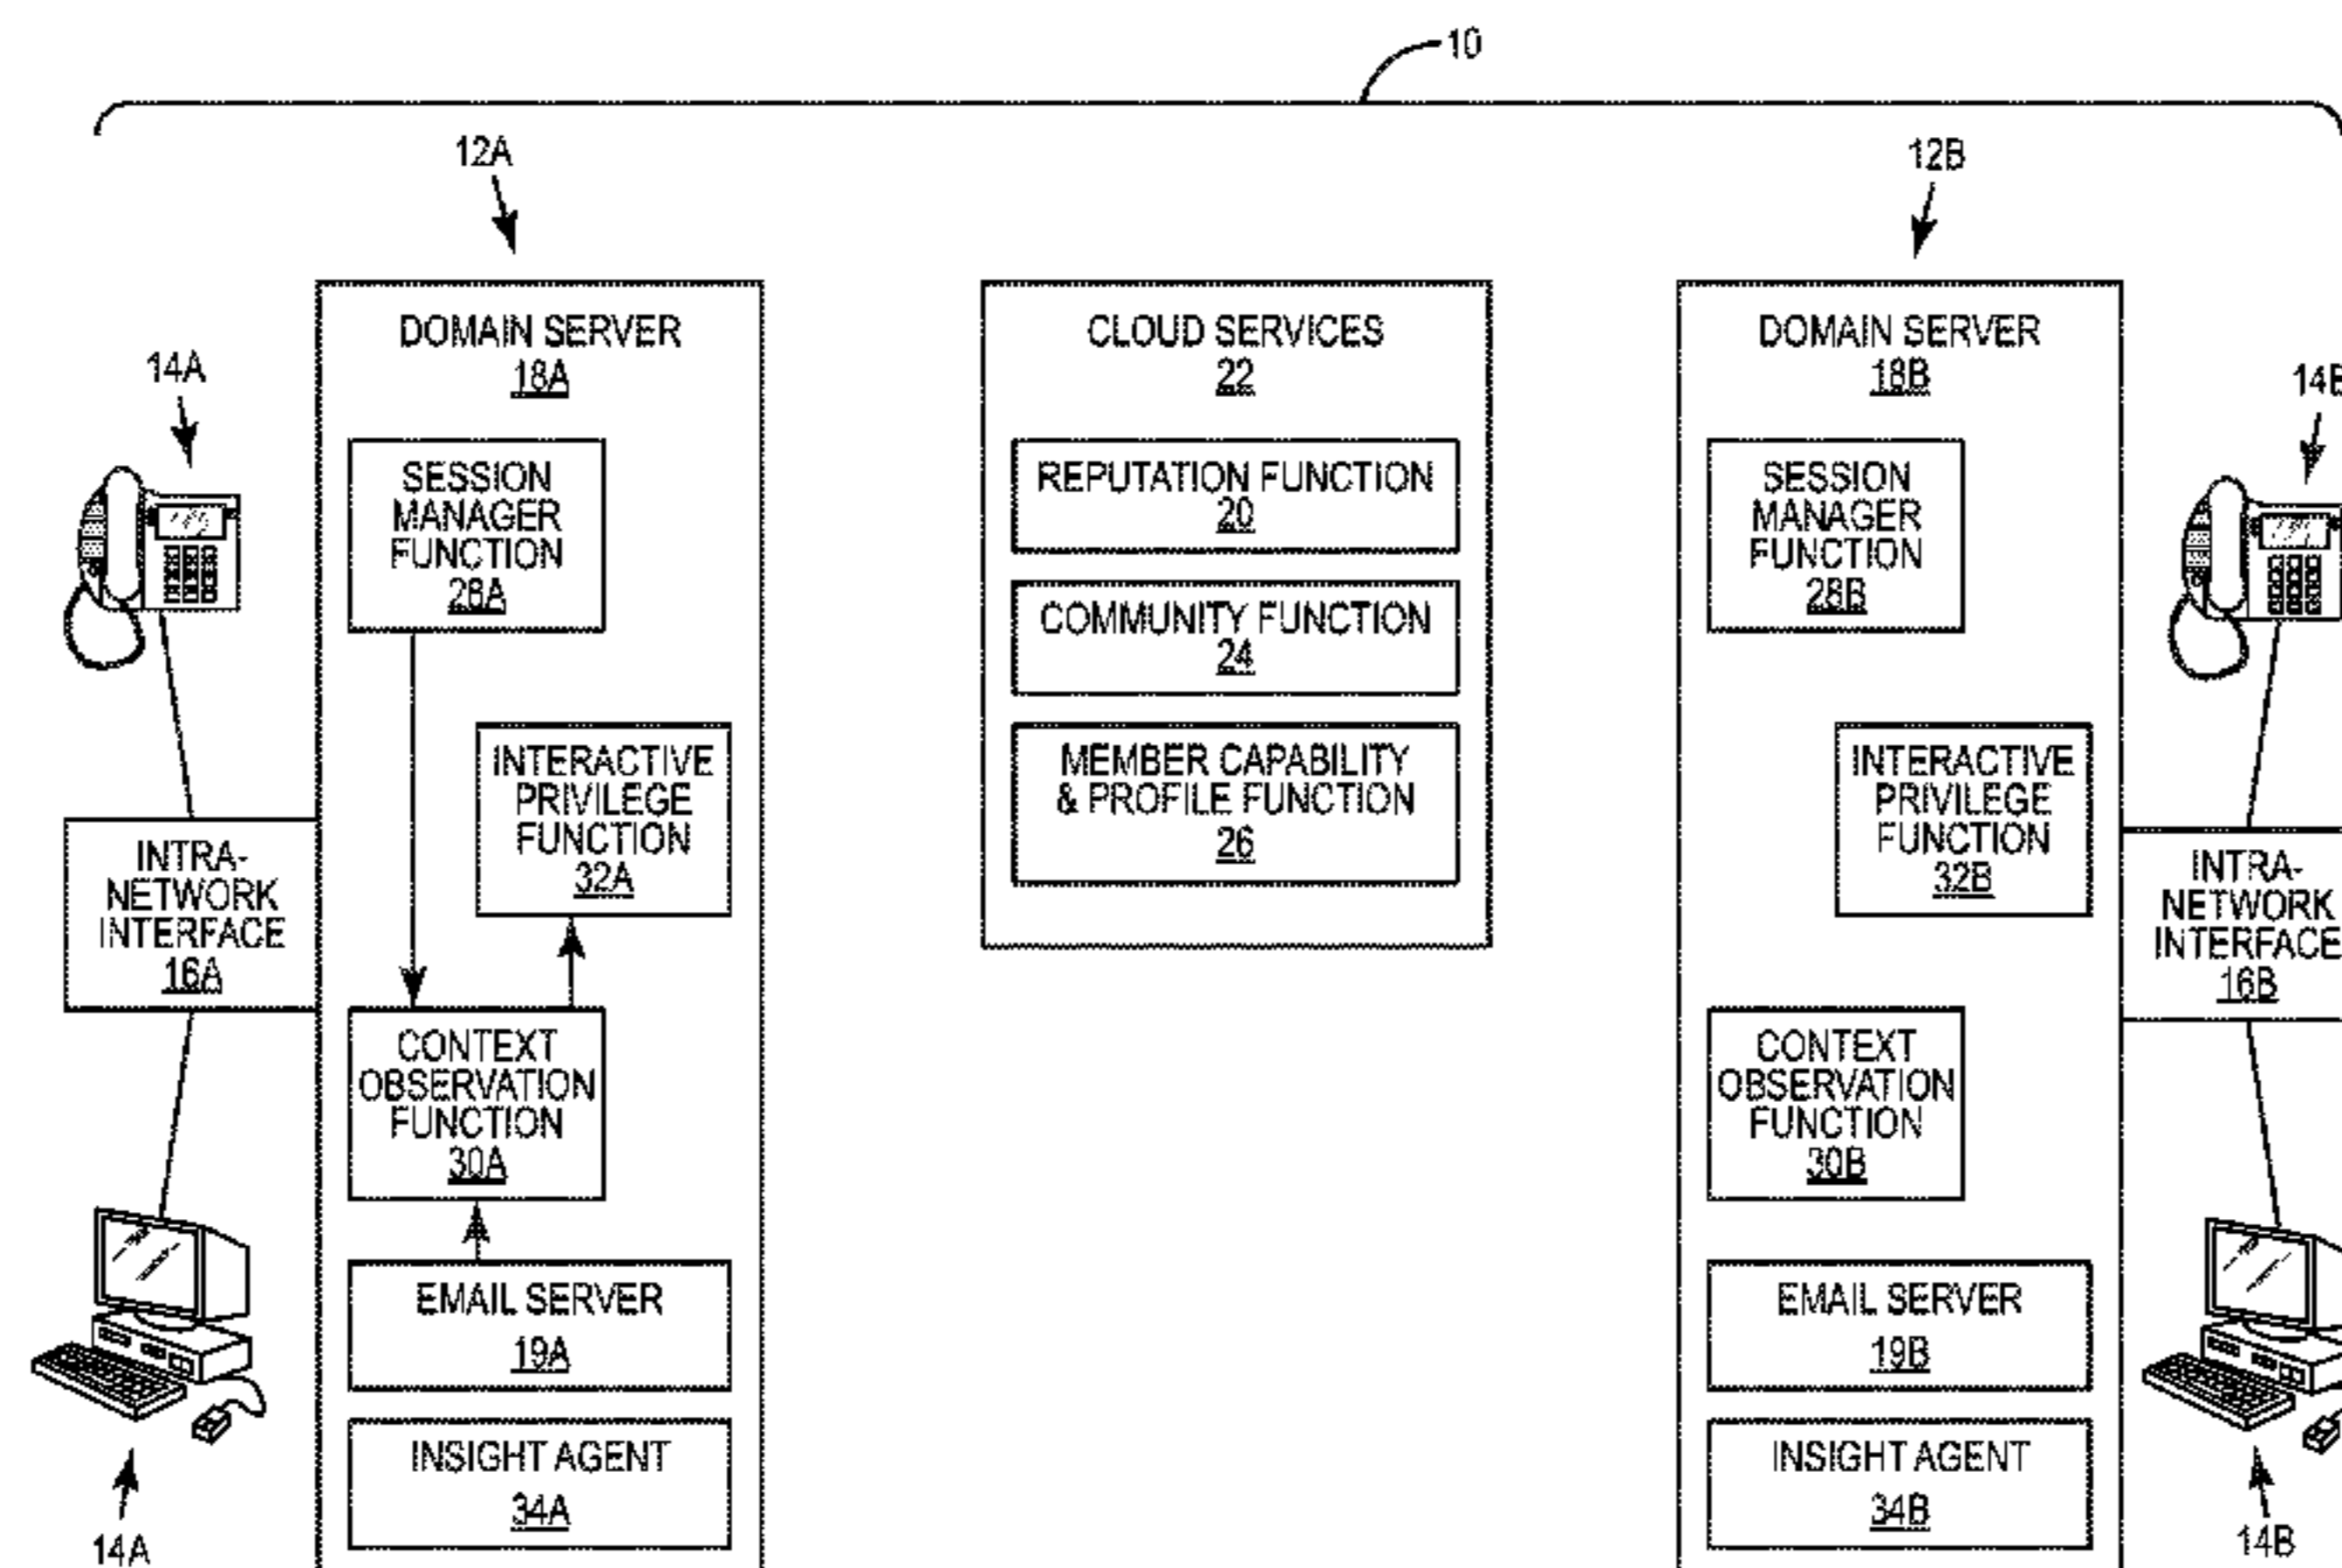 10
12A
12B
DOMAIN SERVER
18A
CLOUD SERVICES
22
DOMAIN SERVER
18B
14A
14B
SESSION
MANAGER
FUNCTION
28A
REPUTATION FUNCTION
20
SESSION
MANAGER
FUNCTION
28B
COMMUNITY FUNCTION
24
INTERACTIVE
PRIVILEGE
FUNCTION
32A
MEMBER CAPABILITY
& PROFILE FUNCTION
26
INTERACTIVE
PRIVILEGE
FUNCTION
32B
INTRA-
NETWORK
INTERFACE
16A
INTRA-
NETWORK
INTERFACE
16B
CONTEXT
OBSERVATION
FUNCTION
30A
CONTEXT
OBSERVATION
FUNCTION
30B
EMAIL SERVER
19A
EMAIL SERVER
19B
INSIGHT AGENT
34A
INSIGHT AGENT
34B
14A
14B